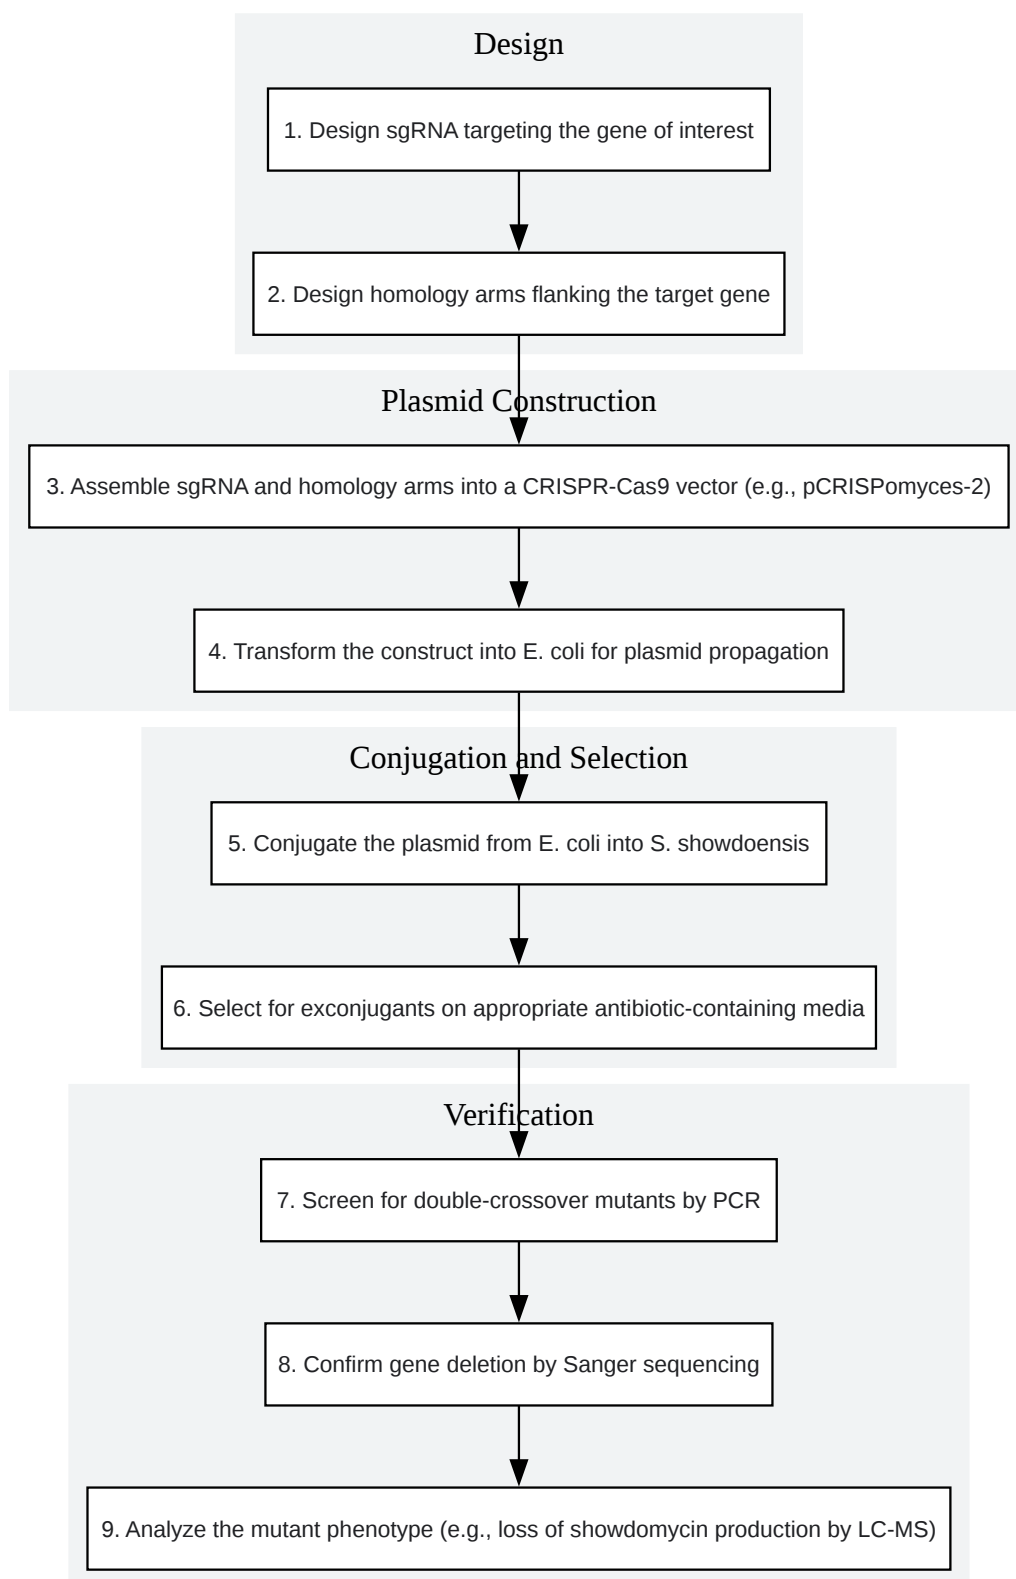 Design
1. Design sgRNA targeting the gene of interest
2. Design homology arms flanking the target gene
Plasmid Construction
3. Assemble sgRNA and homology arms into a CRISPR-Cas9 vector (e.g., pCRISPomyces-2)
4. Transform the construct into E. coli for plasmid propagation
Conjugation and Selection
5. Conjugate the plasmid from E. coli into S. showdoensis
6. Select for exconjugants on appropriate antibiotic-containing media
Verification
7. Screen for double-crossover mutants by PCR
8. Confirm gene deletion by Sanger sequencing
9. Analyze the mutant phenotype (e.g., loss of showdomycin production by LC-MS)